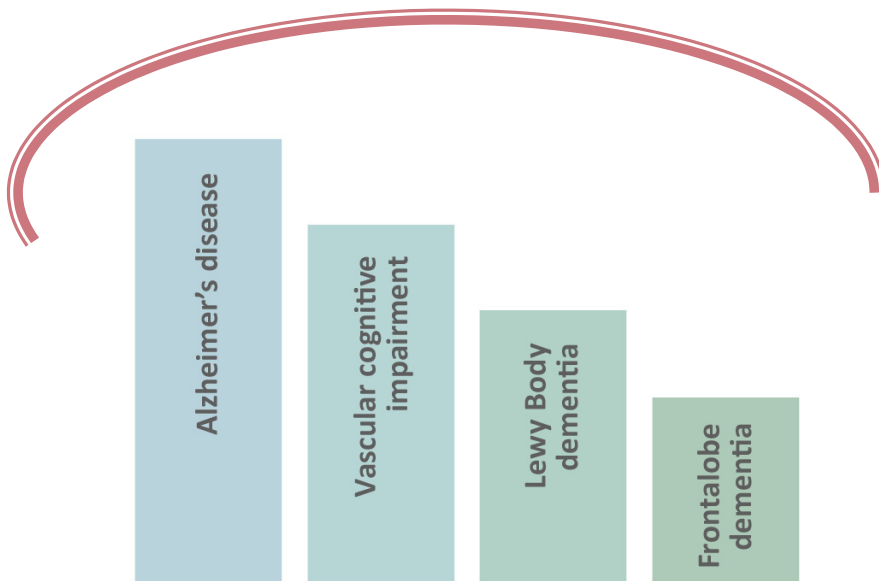 Alzheimer’s disease
Vascular cognitive
impairment
Lewy Body
dementia
Frontalobe
dementia